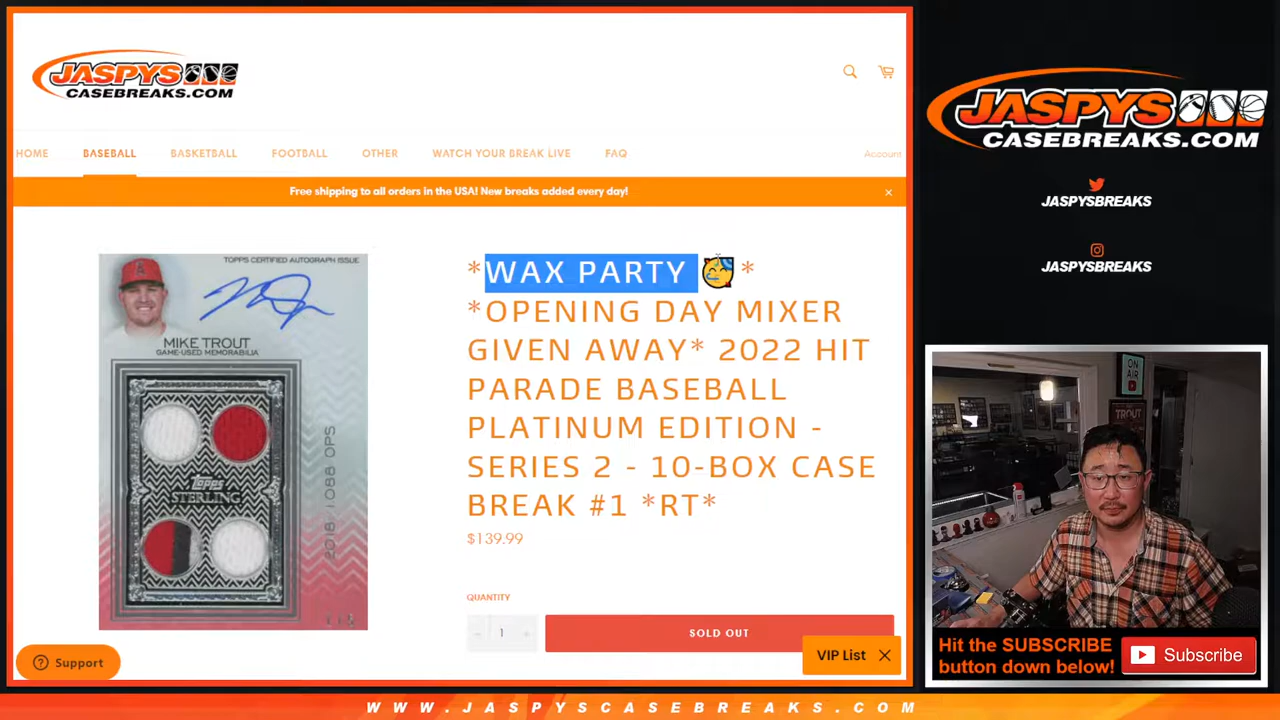 JASPYS
CASEBREAKS.COM
HOME BASEBALL BASKETBALL FOOTBALL OTHER WATCH YOUR BREAK LIVE FAQ Account
Free shipping to all orders in the USA! New breaks added every day! ×
TOPPS CERTIFIED AUTOGRAPH ISSUE
MIKE TROUT
GAME-USED MEMORABILIA
Topps
STERLING
2018/1.088 OPS
*WAX PARTY 🥳 *
*OPENING DAY MIXER
GIVEN AWAY* 2022 HIT
PARADE BASEBALL
PLATINUM EDITION -
SERIES 2 - 10-BOX CASE
BREAK #1 *RT*
$139.99
QUANTITY
− 1 +
SOLD OUT
Support
VIP List ×
JASPYS
CASEBREAKS.COM
JASPYSBREAKS
JASPYSBREAKS
ON
AIR
TROUT
Hit the SUBSCRIBE
button down below!
Subscribe
WWW.JASPYSCASEBREAKS.COM